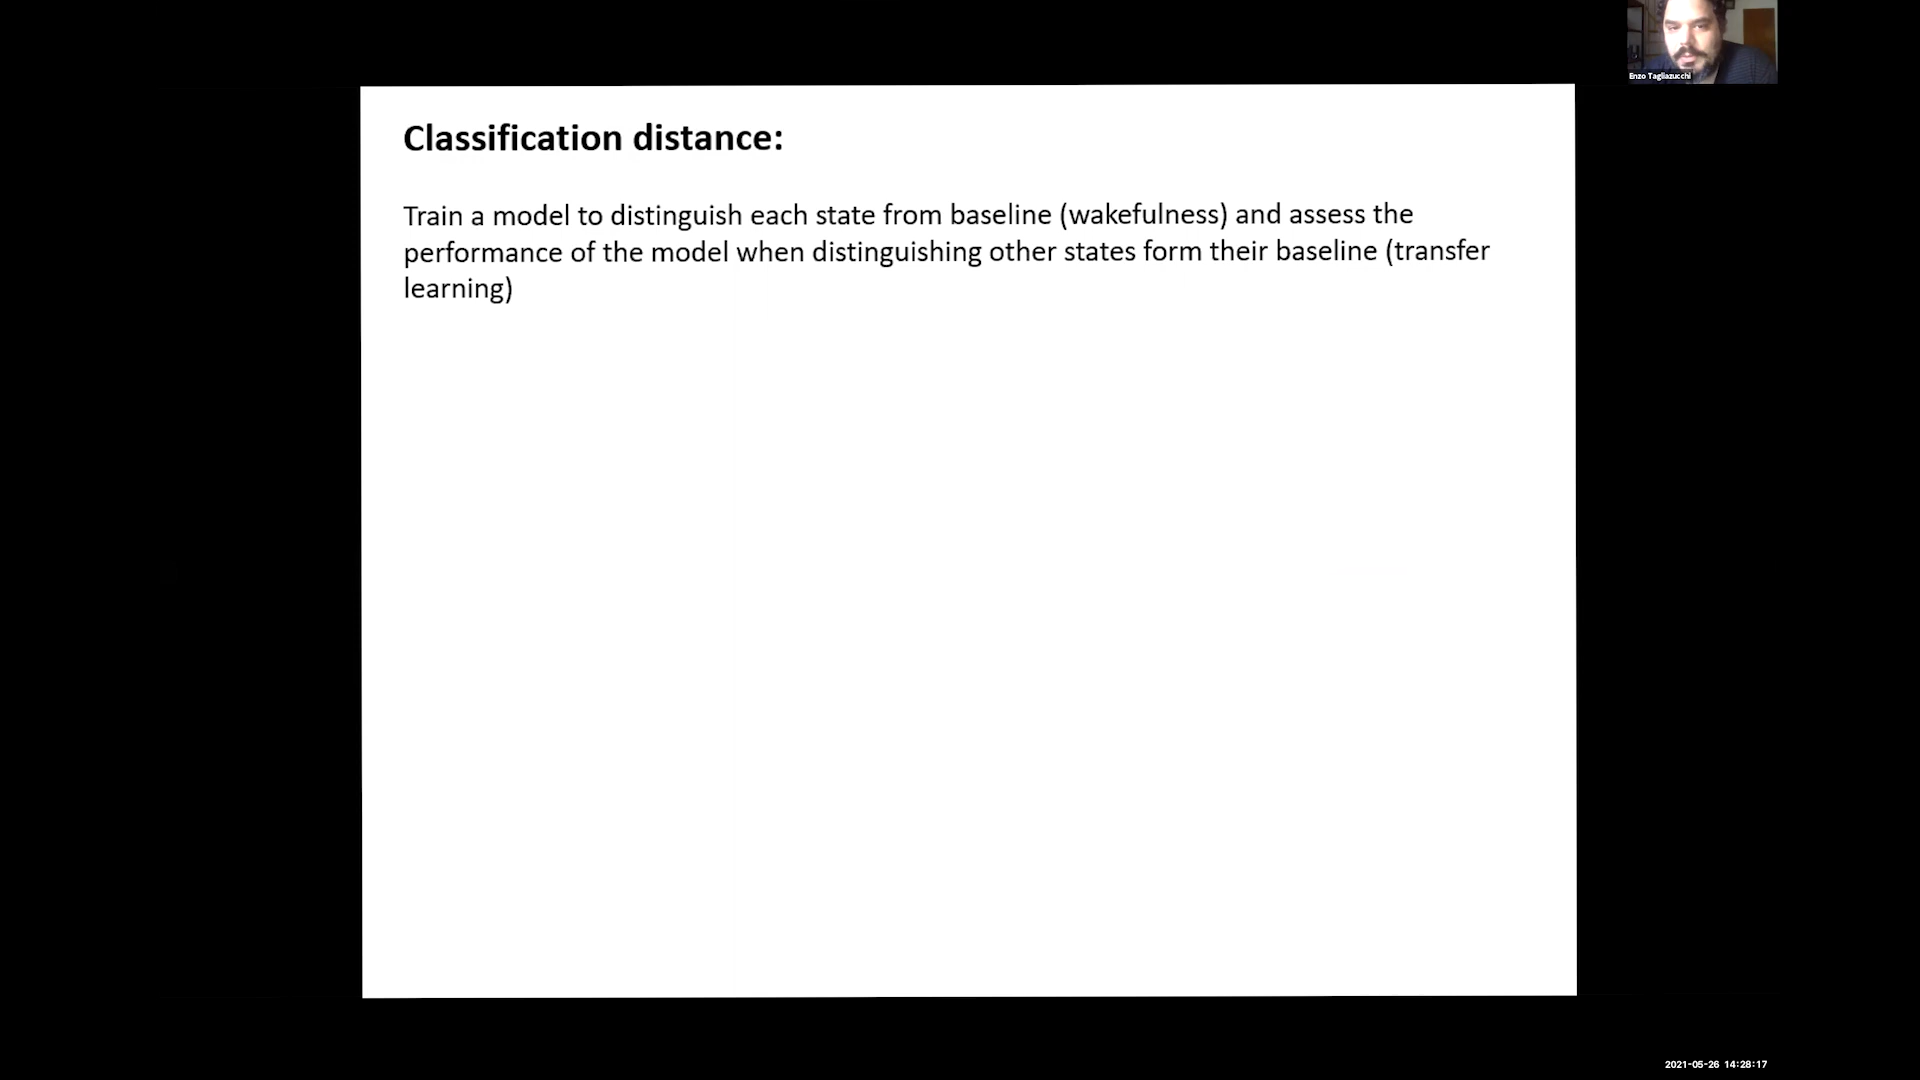 Enzo Tagliazucchi
Classification distance:
Train a model to distinguish each state from baseline (wakefulness) and assess the
performance of the model when distinguishing other states form their baseline (transfer
learning)
2021-05-26 14:28:17